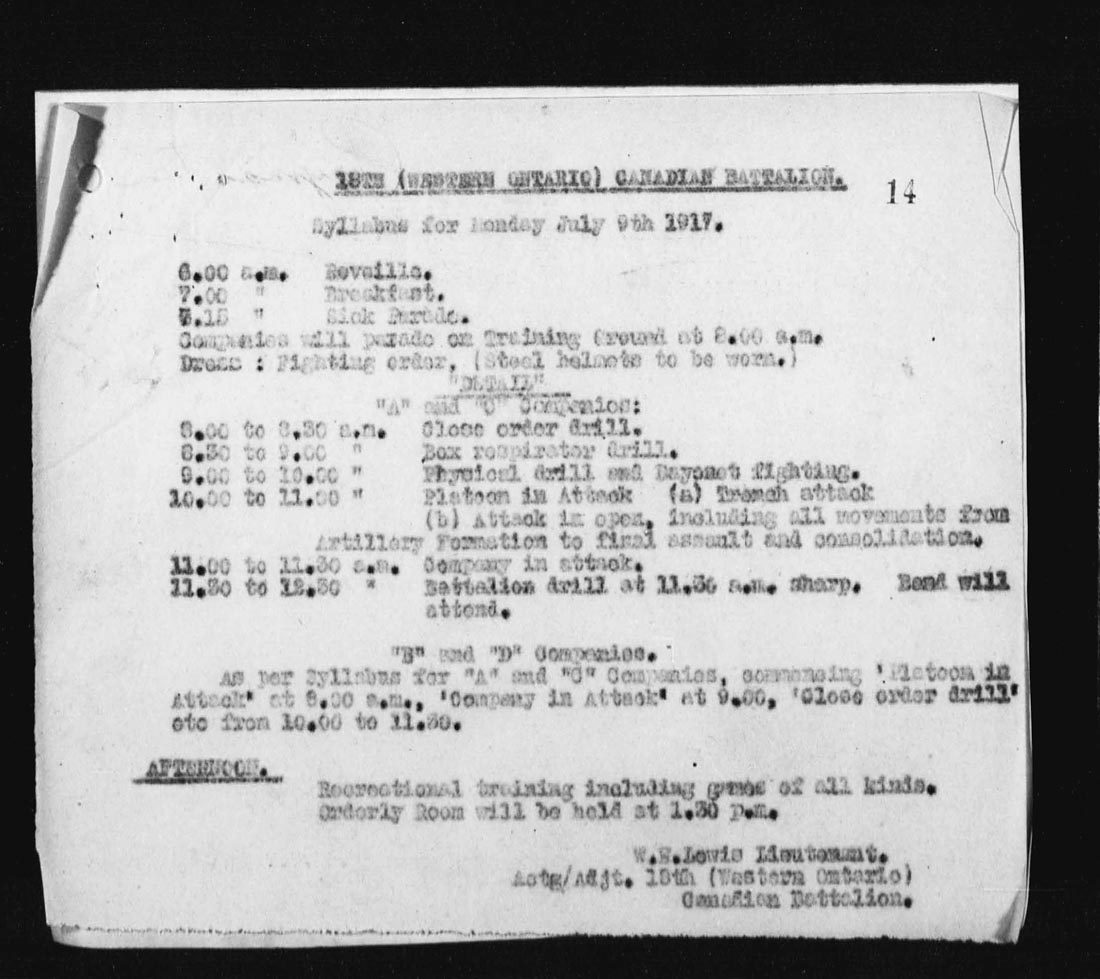 18TH (WESTERN ONTARIO) CANADIAN BATTALION.
14
Syllabus for Monday July 9th 1917.
6.00 a.m. Reveille.
7.00 " Breakfast.
7.15 " Sick Parade.
Companies will parade on Training Ground at 8.00 a.m.
Dress : Fighting order, (Steel helmets to be worn.)
"DETAIL"
"A" and "C" Companies:
8.00 to 8.30 a.m. Close order drill.
8.30 to 9.00 " Box respirator drill.
9.00 to 10.00 " Physical drill and Bayonet fighting.
10.00 to 11.00 " Platoon in Attack (a) Trench attack
(b) Attack in open, including all movements from
Artillery Formation to final assault and consolidation.
11.00 to 11.30 a.m. Company in attack.
11.30 to 12.30 " Battalion drill at 11.30 a.m. sharp. Band will
attend.
"B" and "D" Companies.
As per Syllabus for "A" and "C" Companies, commencing 'Platoon in
Attack' at 8.00 a.m., 'Company in Attack' at 9.00, 'Close order drill'
etc from 10.00 to 11.30.
AFTERNOON.
Recreational training including games of all kinds.
Orderly Room will be held at 1.30 p.m.
Lewis Lieutenant.
Actg/Adjt. 18th (Western Ontario)
Canadian Battalion.